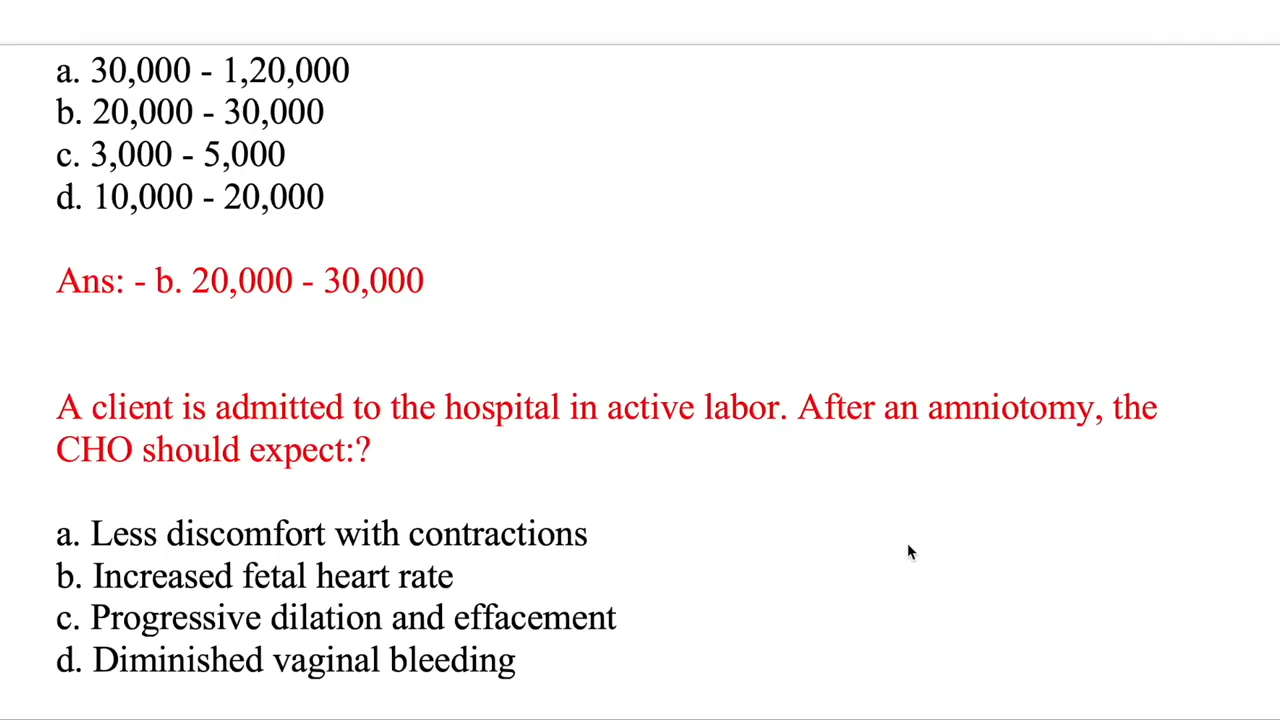 a. 30,000 - 1,20,000
b. 20,000 - 30,000
c. 3,000 - 5,000
d. 10,000 - 20,000
Ans: - b. 20,000 - 30,000
A client is admitted to the hospital in active labor. After an amniotomy, the
CHO should expect:?
a. Less discomfort with contractions
b. Increased fetal heart rate
c. Progressive dilation and effacement
d. Diminished vaginal bleeding